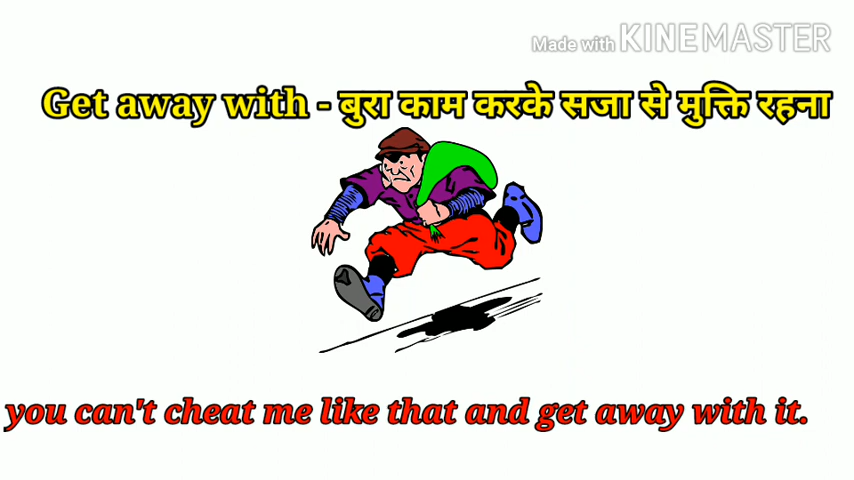 Made with KINEMASTER
Get away with - बुरा काम करके सजा से मुक्ति रहना
you can't cheat me like that and get away with it.